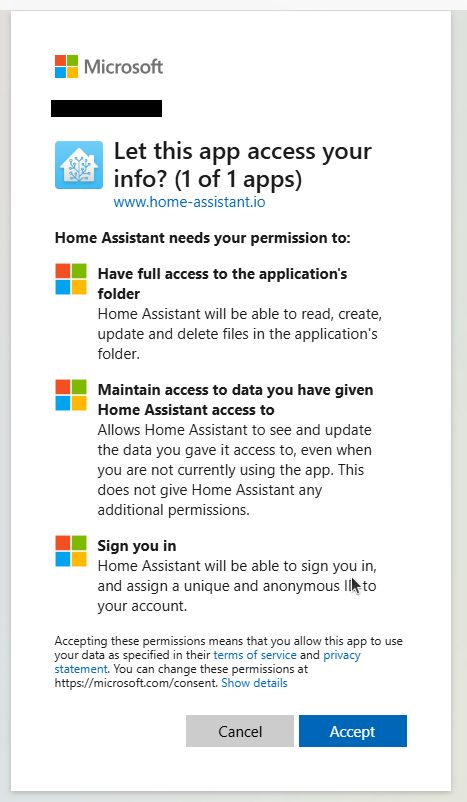 Microsoft
Let this app access your
info? (1 of 1 apps)
www.home-assistant.io
Home Assistant needs your permission to:
Have full access to the application's
folder
Home Assistant will be able to read, create,
update and delete files in the application's
folder.
Maintain access to data you have given
Home Assistant access to
Allows Home Assistant to see and update
the data you gave it access to, even when
you are not currently using the app. This
does not give Home Assistant any
additional permissions.
Sign you in
Home Assistant will be able to sign you in,
and assign a unique and anonymous to
your account.
Accepting these permissions means that you allow this app to use
your data as specified in their terms of service and privacy
statement. You can change these permissions at
https://microsoft.com/consent. Show details
Cancel
Accept